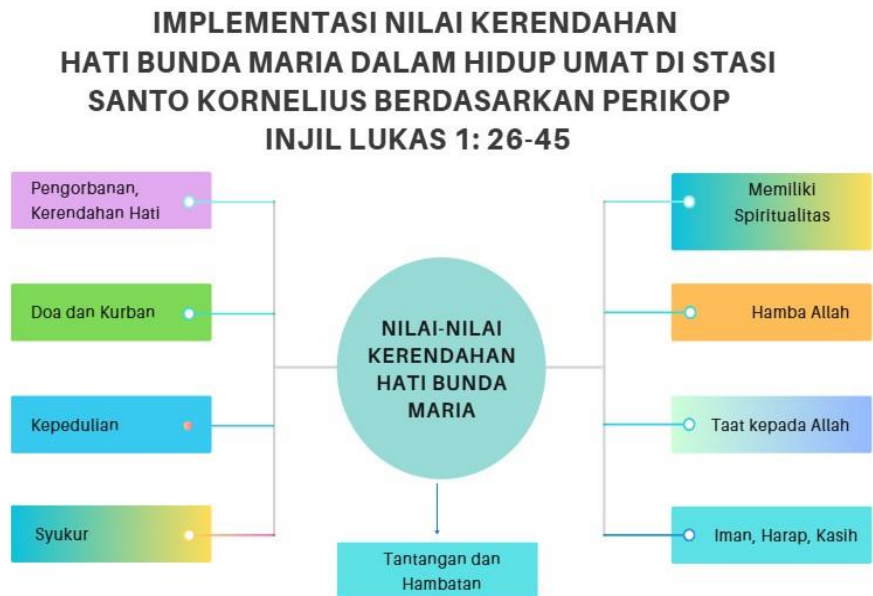 IMPLEMENTASI NILAI KERENDAHAN
HATI BUNDA MARIA DALAM HIDUP UMAT DI STASI
SANTO KORNELIUS BERDASARKAN PERIKOP
INJIL LUKAS 1: 26-45
Pengorbanan,
Kerendahan Hati
Doa dan Kurban
Kepedulian
Syukur
NILAI-NILAI
KERENDAHAN
HATI BUNDA
MARIA
Tantangan dan
Hambatan
Memiliki
Spiritualitas
Hamba Allah
Taat kepada Allah
Iman, Harap, Kasih